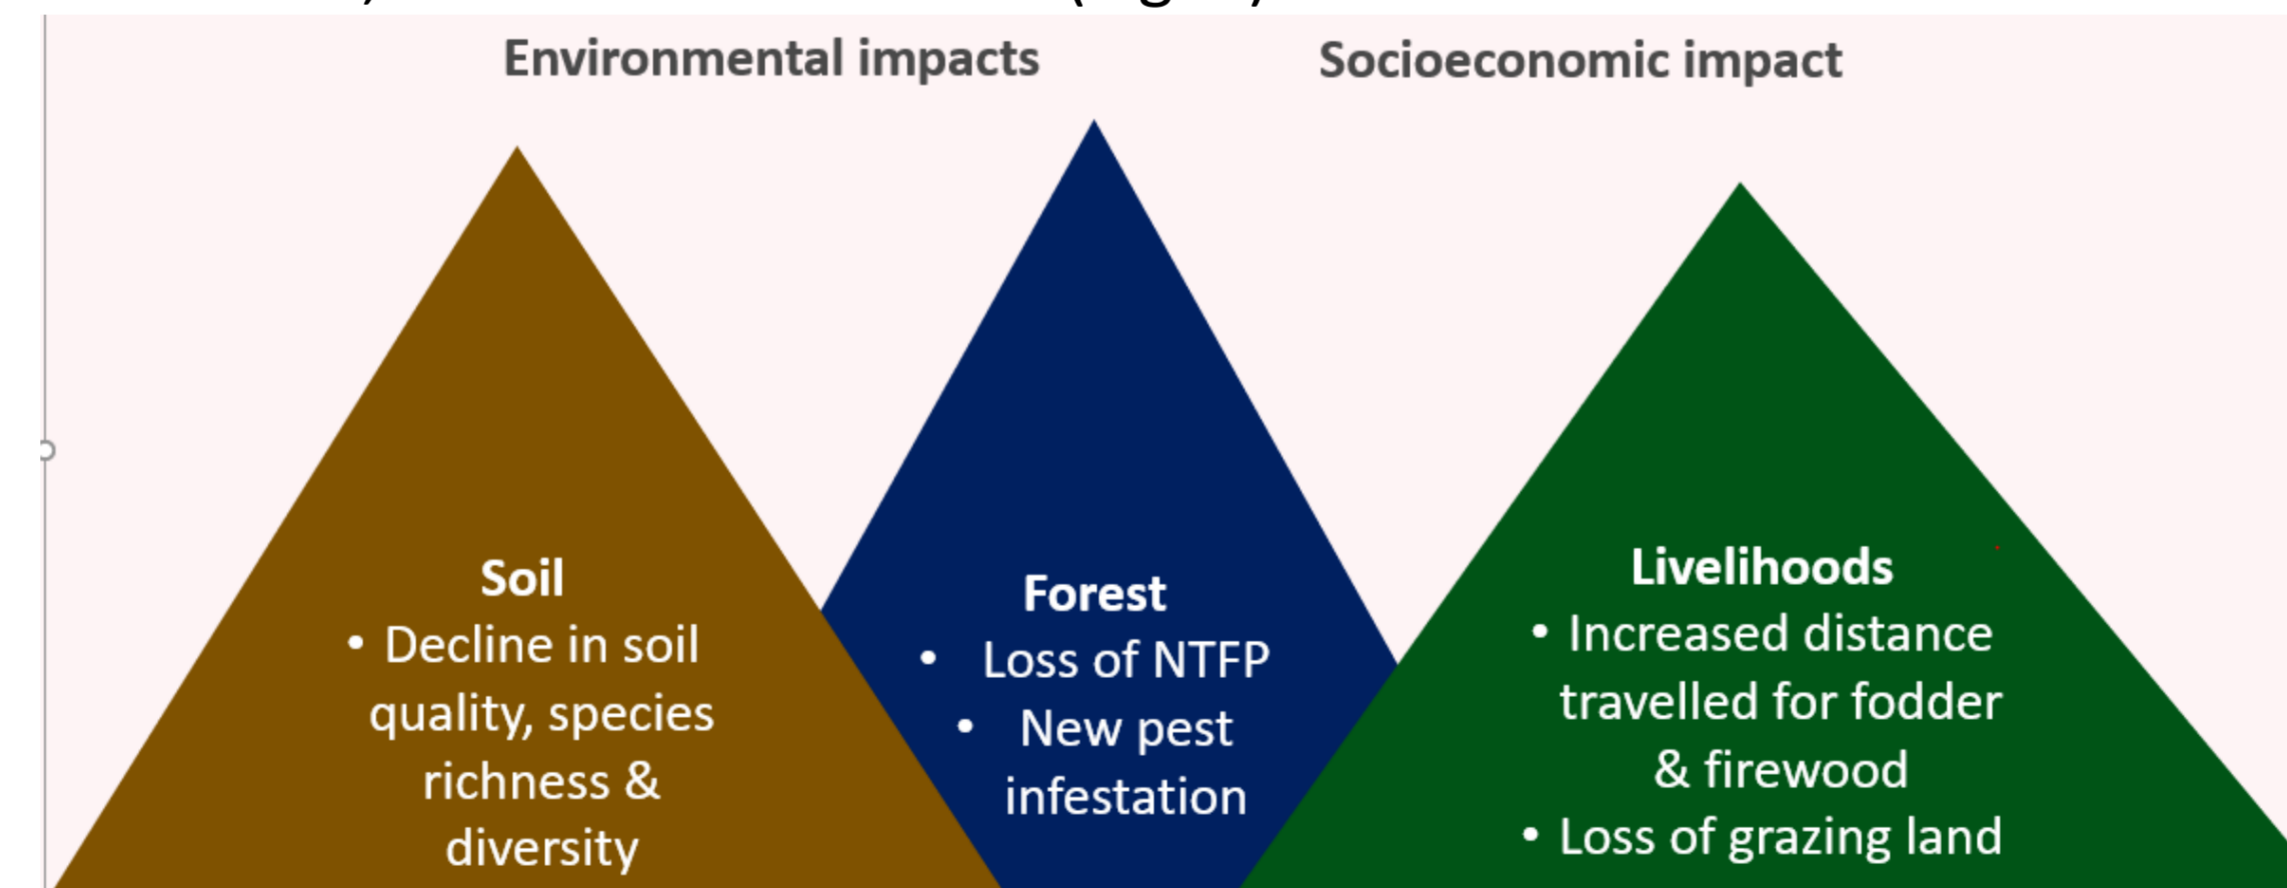 Environmental impacts
Socioeconomic impact
Soil
• Decline in soil
quality, species
richness &
diversity
Forest
• Loss of NTFP
• New pest
infestation
Livelihoods
• Increased distance
travelled for fodder
& firewood
• Loss of grazing land